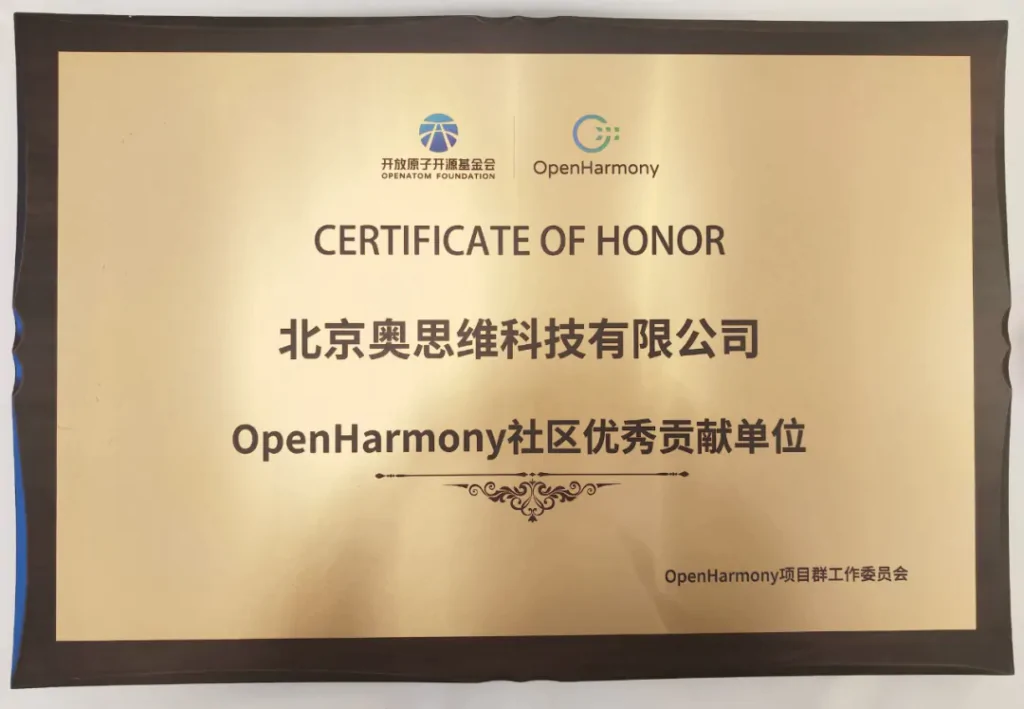 开放原子开源基金会
OPENATOM FOUNDATION
OpenHarmony
CERTIFICATE OF HONOR
北京奥思维科技有限公司
OpenHarmony社区优秀贡献单位
OpenHarmony项目群工作委员会